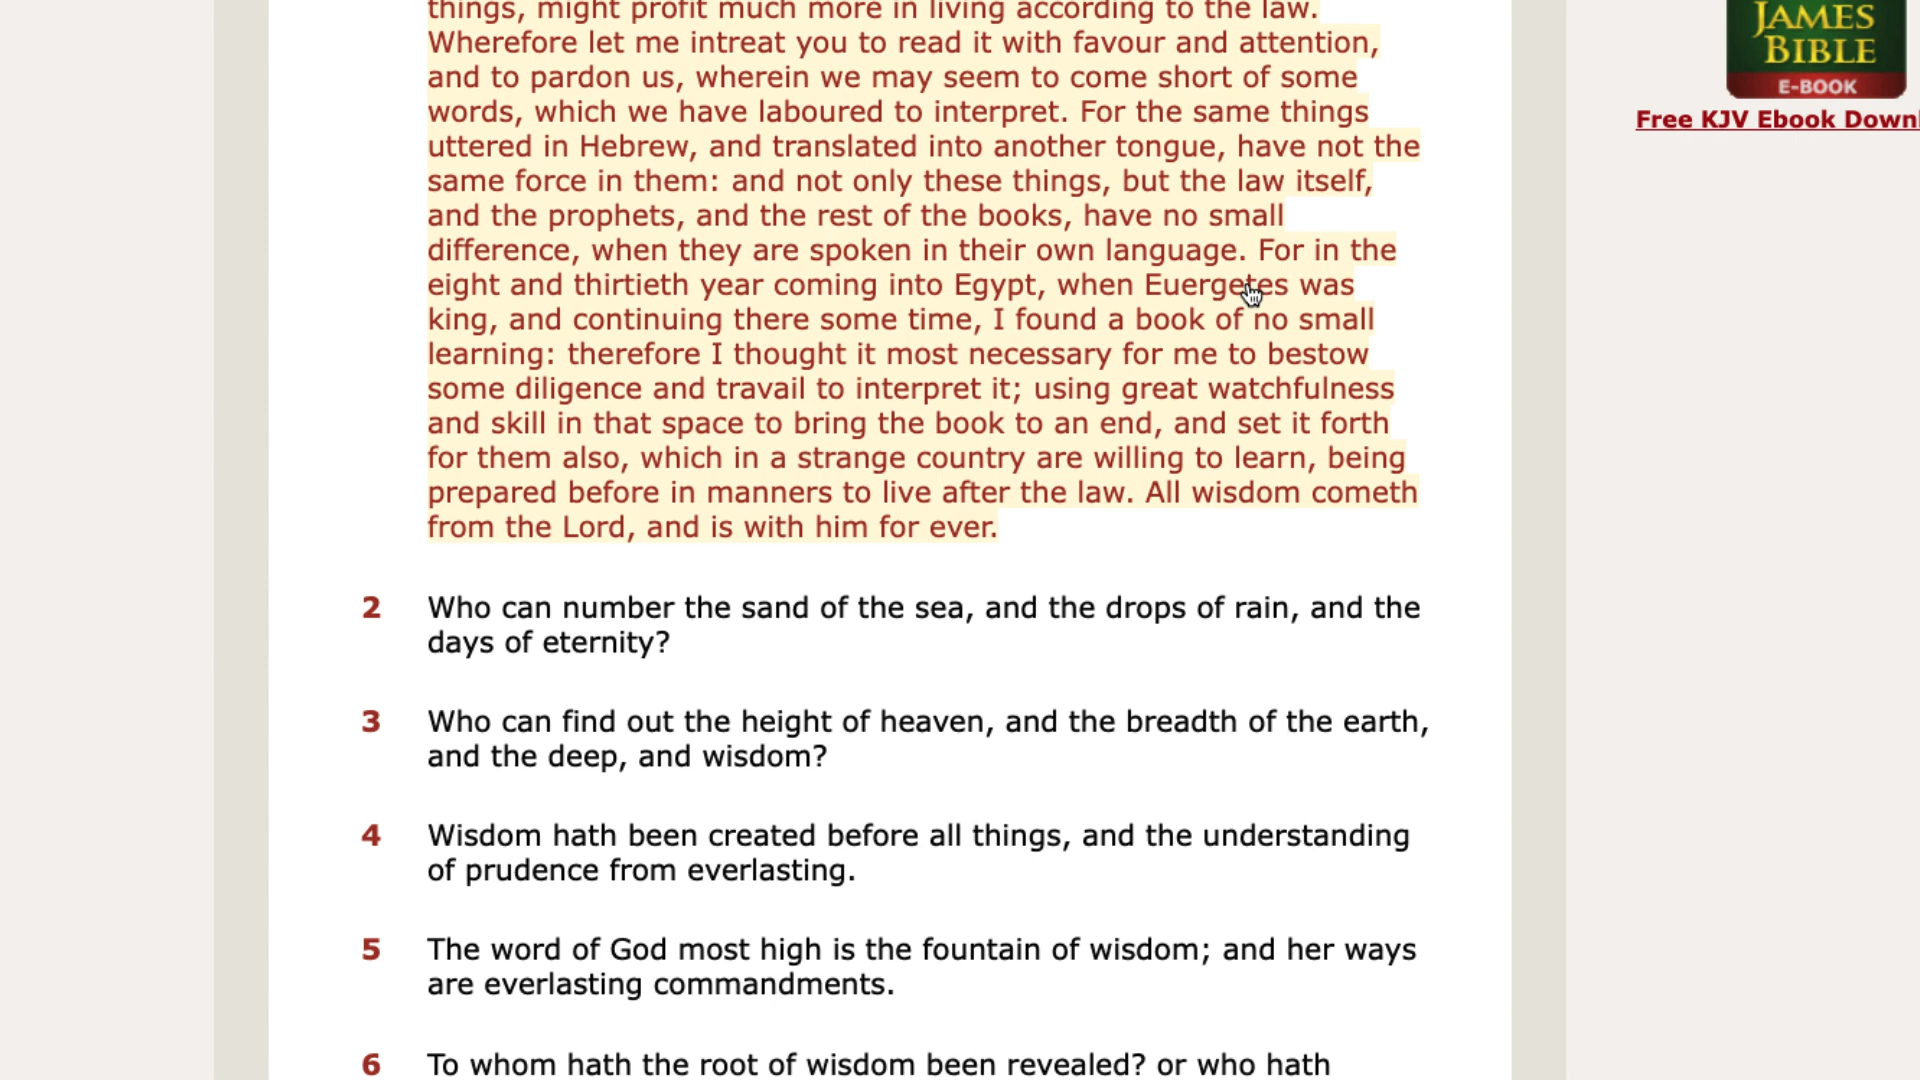 things, might profit much more in living according to the law.
Wherefore let me intreat you to read it with favour and attention,
and to pardon us, wherein we may seem to come short of some
words, which we have laboured to interpret. For the same things
uttered in Hebrew, and translated into another tongue, have not the
same force in them: and not only these things, but the law itself,
and the prophets, and the rest of the books, have no small
difference, when they are spoken in their own language. For in the
eight and thirtieth year coming into Egypt, when Euergetes was
king, and continuing there some time, I found a book of no small
learning: therefore I thought it most necessary for me to bestow
some diligence and travail to interpret it; using great watchfulness
and skill in that space to bring the book to an end, and set it forth
for them also, which in a strange country are willing to learn, being
prepared before in manners to live after the law. All wisdom cometh
from the Lord, and is with him for ever.
2 Who can number the sand of the sea, and the drops of rain, and the
days of eternity?
3 Who can find out the height of heaven, and the breadth of the earth,
and the deep, and wisdom?
4 Wisdom hath been created before all things, and the understanding
of prudence from everlasting.
5 The word of God most high is the fountain of wisdom; and her ways
are everlasting commandments.
6 To whom hath the root of wisdom been revealed? or who hath
JAMES
BIBLE
E-BOOK
Free KJV Ebook Downl